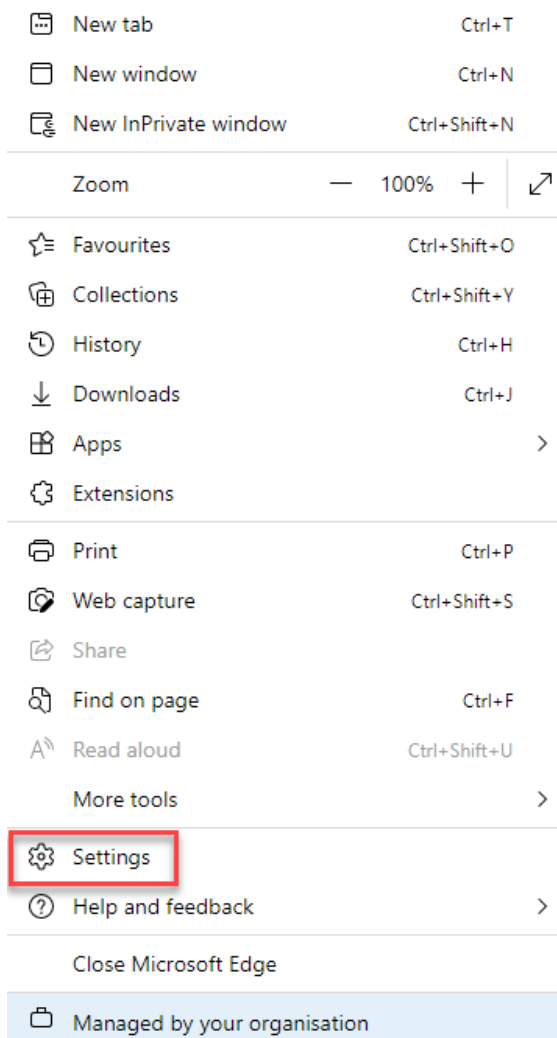 New tab Ctrl+T
New window Ctrl+N
New InPrivate window Ctrl+Shift+N
Zoom — 100% +
Favourites Ctrl+Shift+O
Collections Ctrl+Shift+Y
History Ctrl+H
Downloads Ctrl+J
Apps
Extensions
Print Ctrl+P
Web capture Ctrl+Shift+S
Share
Find on page Ctrl+F
Read aloud Ctrl+Shift+U
More tools
Settings
Help and feedback
Close Microsoft Edge
Managed by your organisation